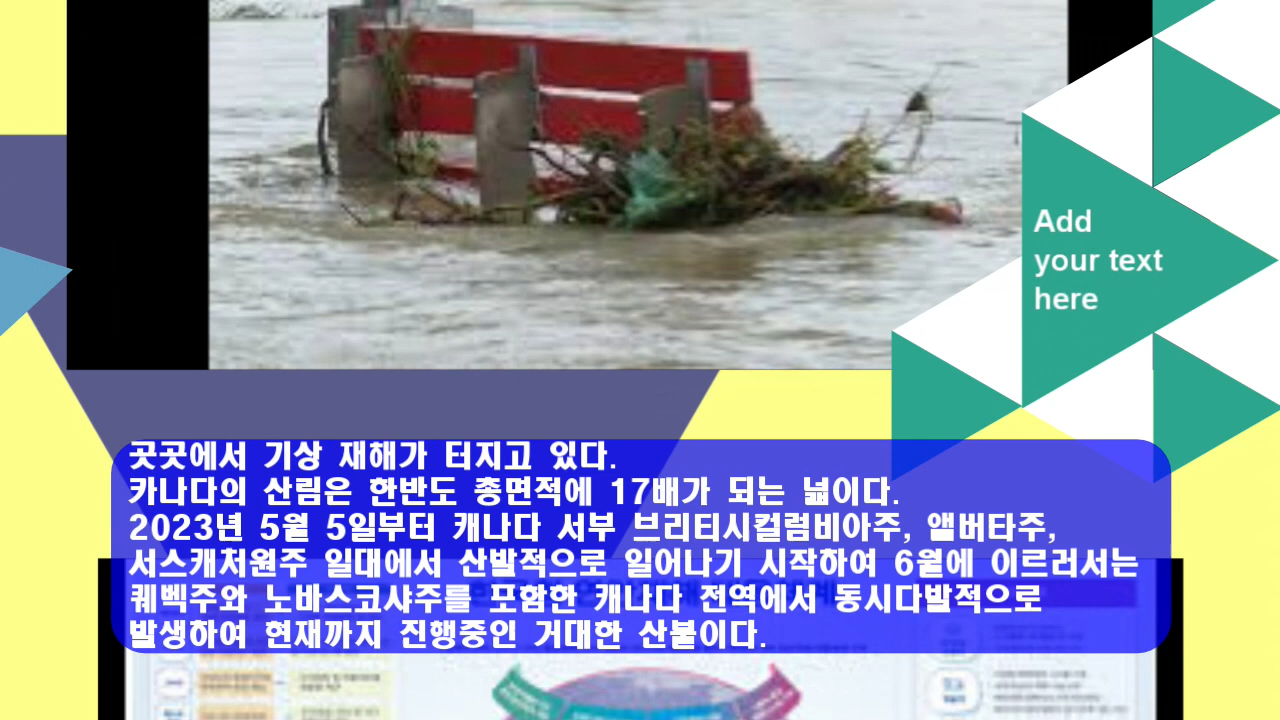 Add
your text
here
곳곳에서 기상 재해가 터지고 있다.
카나다의 산림은 한반도 총면적에 17배가 되는 넓이다.
2023년 5월 5일부터 캐나다 서부 브리티시컬럼비아주, 앨버타주,
서스캐처원주 일대에서 산발적으로 일어나기 시작하여 6월에 이르러서는
퀘벡주와 노바스코샤주를 포함한 캐나다 전역에서 동시다발적으로
발생하여 현재까지 진행중인 거대한 산불이다.